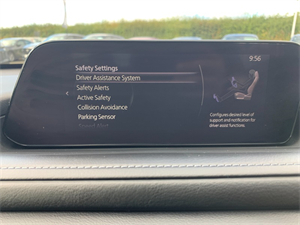 9:56
Safety Settings
Driver Assistance System
Safety Alerts
Active Safety
Collision Avoidance
Parking Sensor
Configures desired level of
support and notification for
driver assist functions.